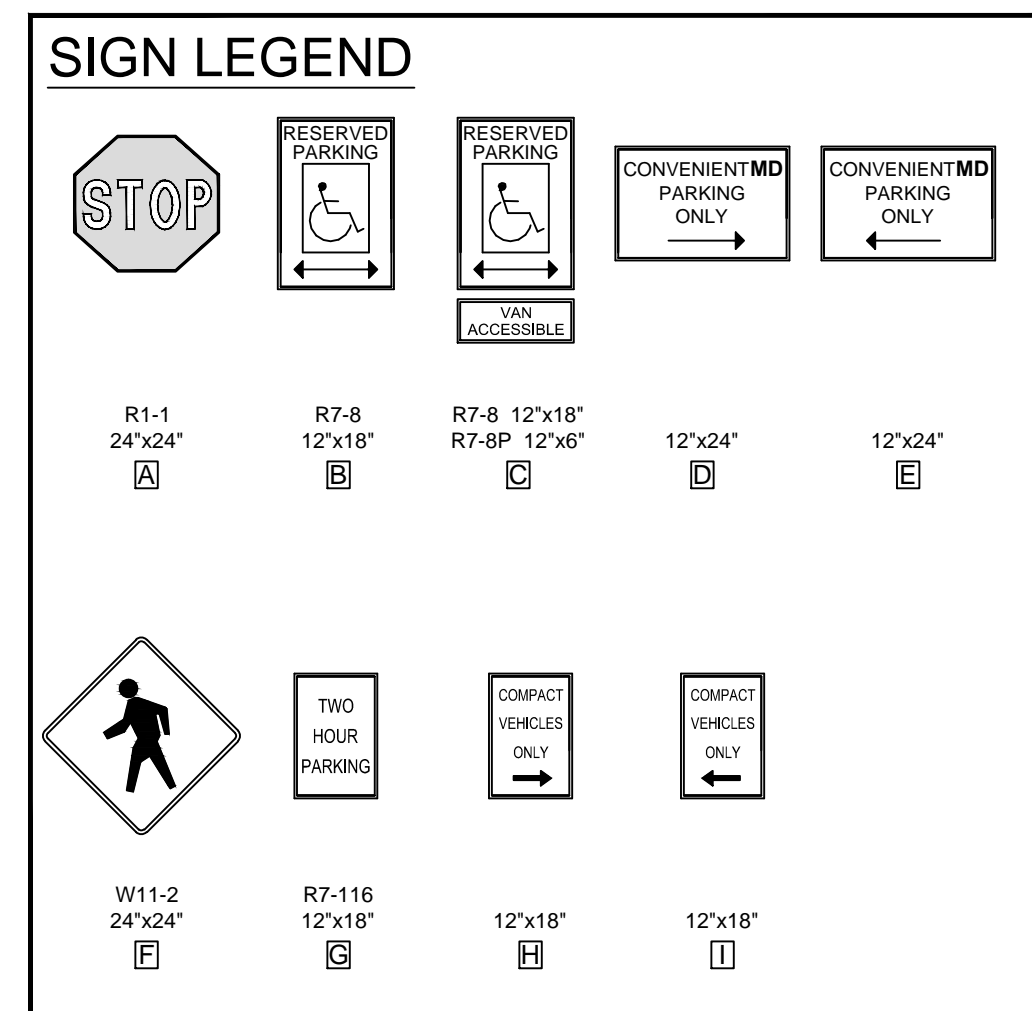 SIGN LEGEND
STOP
RESERVED
PARKING
RESERVED
PARKING
VAN
ACCESSIBLE
CONVENIENTMD
PARKING
ONLY
CONVENIENTMD
PARKING
ONLY
R1-1
24"x24"
A
R7-8
12"x18"
B
R7-8 12"x18"
R7-8P 12"x6"
C
12"x24"
D
12"x24"
E
TWO
HOUR
PARKING
COMPACT
VEHICLES
ONLY
COMPACT
VEHICLES
ONLY
W11-2
24"x24"
F
R7-116
12"x18"
G
12"x18"
H
12"x18"
I